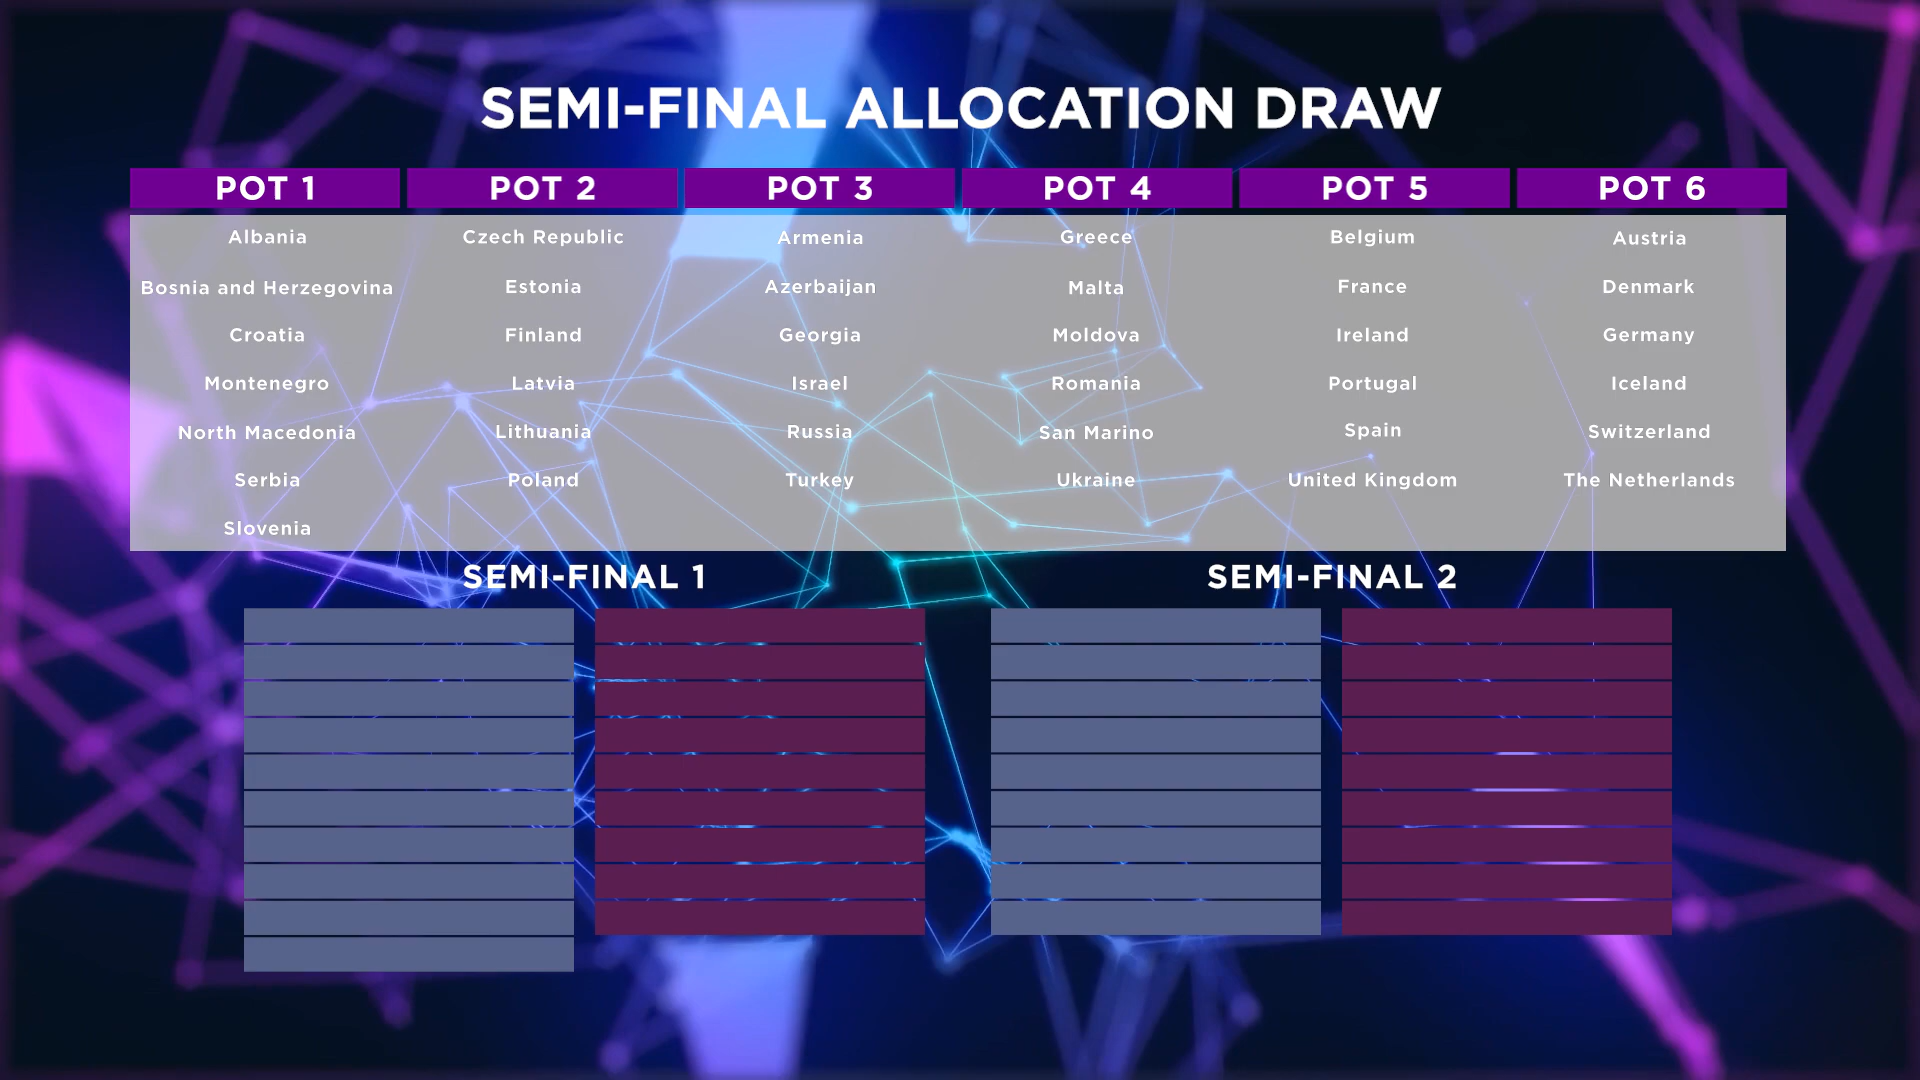 SEMI-FINAL ALLOCATION DRAW
POT 1 POT 2 POT 3 POT 4 POT 5 POT 6
Albania Czech Republic Armenia Greece Belgium Austria
Bosnia and Herzegovina Estonia Azerbaijan Malta France Denmark
Croatia Finland Georgia Moldova Ireland Germany
Montenegro Latvia Israel Romania Portugal Iceland
North Macedonia Lithuania Russia San Marino Spain Switzerland
Serbia Poland Turkey Ukraine United Kingdom The Netherlands
Slovenia
SEMI-FINAL 1 SEMI-FINAL 2